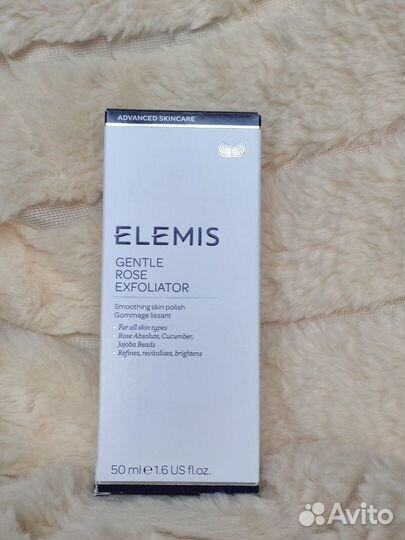 ADVANCED SKINCARE
ELEMIS
GENTLE
ROSE
EXFOLIATOR
Smoothing skin polish
Gommage lissant
• For all skin types
• Rose Absolute, Cucumber,
Jojoba Beads
• Refines, revitalises, brightens
50 ml ℮ 1.6 US fl.oz.
Avito